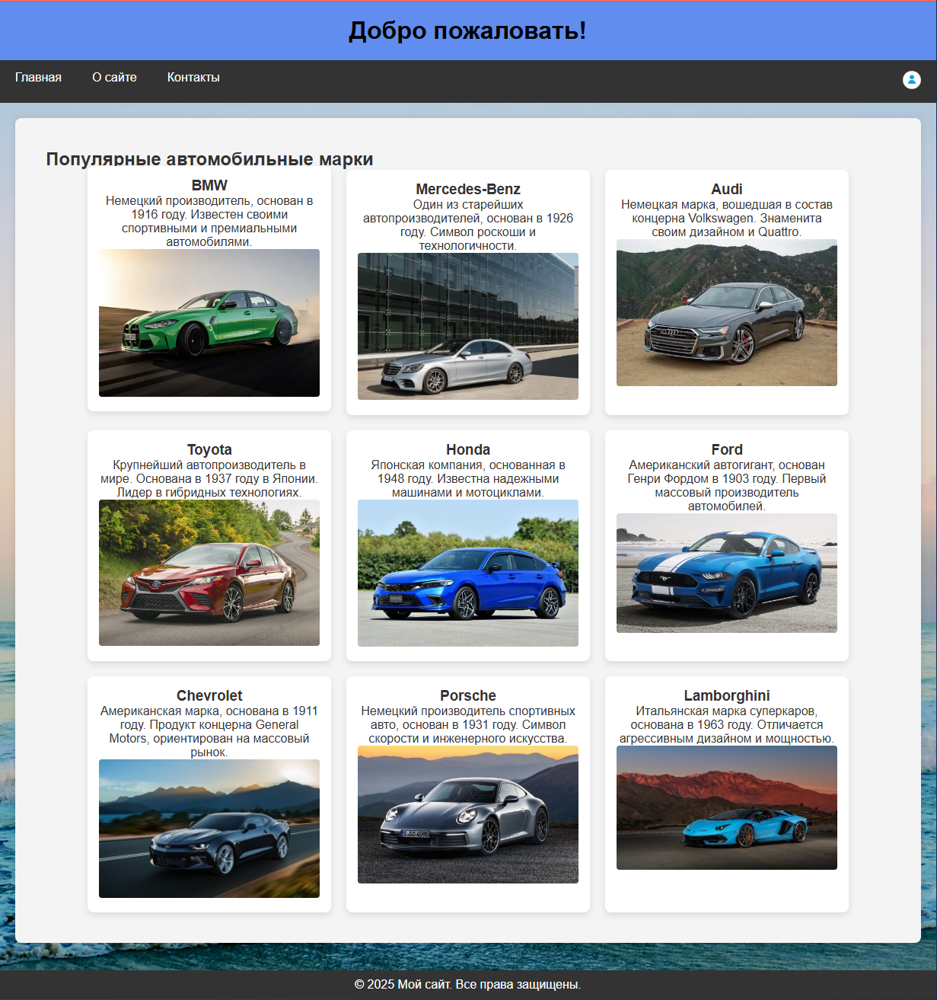 Добро пожаловать!
Главная
О сайте
Контакты
Популярные автомобильные марки
BMW
Немецкий производитель, основан в
1916 году. Известен своими
спортивными и премиальными
автомобилями.
Mercedes-Benz
Один из старейших
автопроизводителей, основан в 1926
году. Символ роскоши и
технологичности.
Audi
Немецкая марка, вошедшая в состав
концерна Volkswagen. Знаменита
своим дизайном и Quattro.
Toyota
Крупнейший автопроизводитель в
мире. Основана в 1937 году в Японии.
Лидер в гибридных технологиях.
Honda
Японская компания, основанная в
1948 году. Известна надежными
машинами и мотоциклами.
Ford
Американский автогигант, основан
Генри Фордом в 1903 году. Первый
массовый производитель
автомобилей.
Chevrolet
Американская марка, основана в 1911
году. Продукт концерна General
Motors, ориентирован на массовый
рынок.
Porsche
Немецкий производитель спортивных
авто, основан в 1931 году. Символ
скорости и инженерного искусства.
S·GO 4090
Lamborghini
Итальянская марка суперкаров,
основана в 1963 году. Отличается
агрессивным дизайном и мощностью.
© 2025 Мой сайт. Все права защищены.